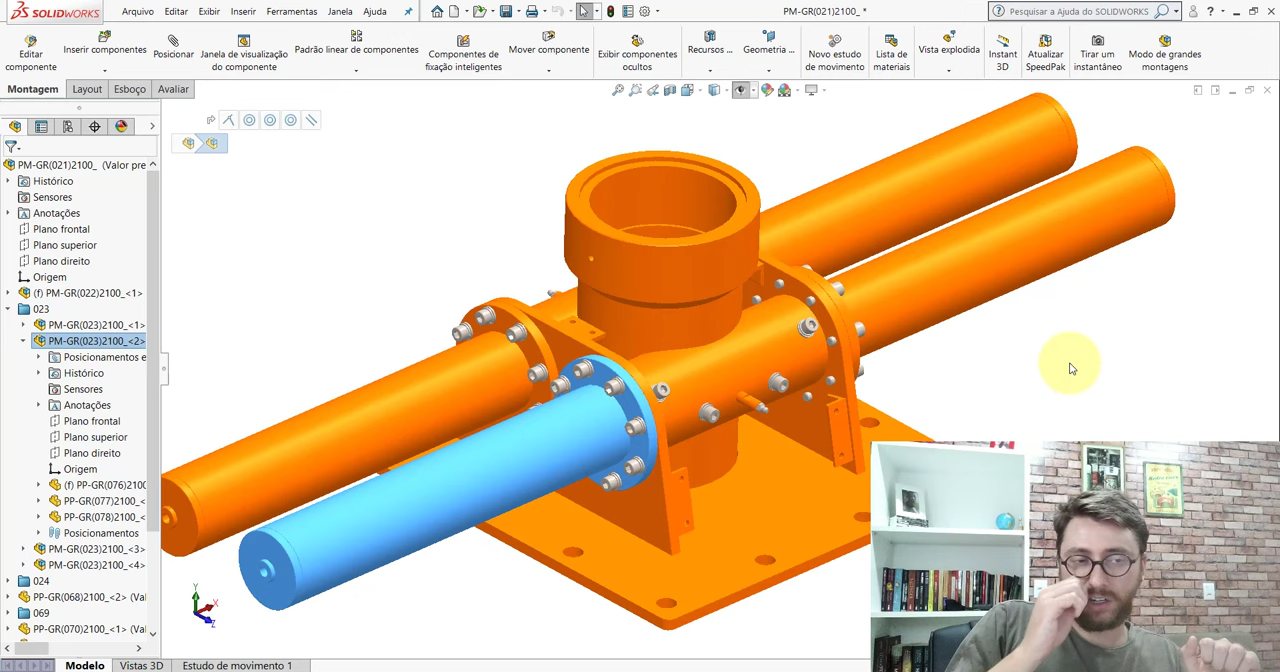 SOLIDWORKS
Arquivo Editar Exibir Inserir Ferramentas Janela Ajuda
PM-GR(021)2100_ *
Pesquisar a Ajuda do SOLIDWORKS
Editar componente
Inserir componentes
Posicionar
Janela de visualização do componente
Padrão linear de componentes
Componentes de fixação inteligentes
Mover componente
Exibir componentes ocultos
Recursos ...
Geometria ...
Novo estudo de movimento
Lista de materiais
Vista explodida
Instant 3D
Atualizar SpeedPak
Tirar um instantâneo
Modo de grandes montagens
Montagem Layout Esboço Avaliar
PM-GR(021)2100_ (Valor pre
Histórico
Sensores
Anotações
Plano frontal
Plano superior
Plano direito
Origem
(f) PM-GR(022)2100_<1>
023
PM-GR(023)2100_<1>
PM-GR(023)2100_<2>
Posicionamentos e
Histórico
Sensores
Anotações
Plano frontal
Plano superior
Plano direito
Origem
(f) PP-GR(076)2100
PP-GR(077)2100_<
PP-GR(078)2100_<
Posicionamentos
PM-GR(023)2100_<3>
PM-GR(023)2100_<4>
024
PP-GR(068)2100_<2> (Val
069
PP-GR(070)2100_<1> (Val
Y
X
Z
Modelo Vistas 3D Estudo de movimento 1